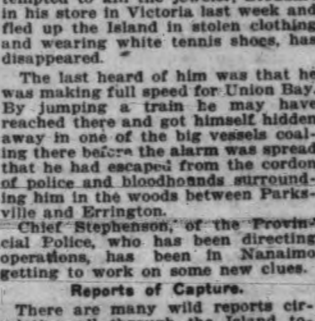 in his store in Victoria last week and
fled up the Island in stolen clothing
and wearing white tennis shoes, has
disappeared.
The last heard of him was that he
was making full speed for Union Bay.
By jumping a train he may have
reached there and got himself hidden
away in one of the big vessels coal-
ing there before the alarm was spread
that he had escaped from the cordon
of police and bloodhounds surround-
ing him in the woods between Parks-
ville and Errington.
Chief Stephenson, of the Provin-
cial Police, who has been directing
operations, has been in Nanaimo
getting to work on some new clues.
Reports of Capture.
There are many wild reports cir-